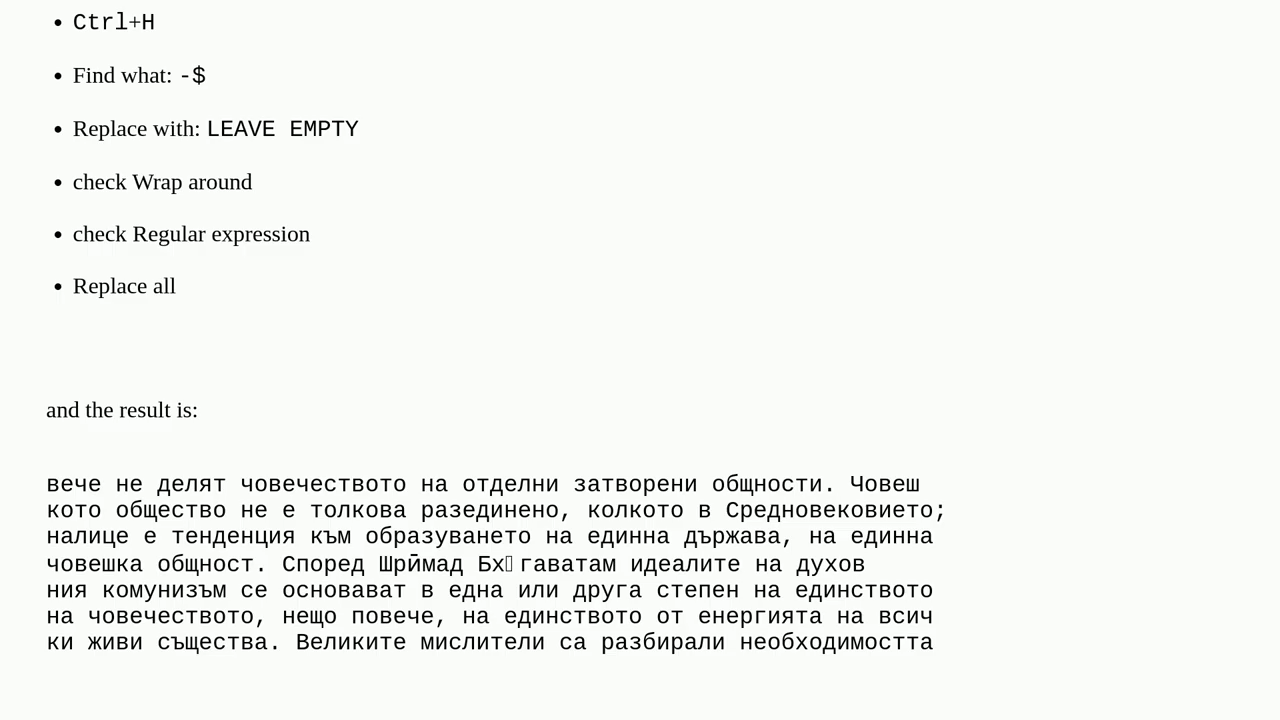 Ctrl+H
Find what: -$
Replace with: LEAVE EMPTY
check Wrap around
check Regular expression
Replace all
and the result is:
вече не делят човечеството на отделни затворени общности. Човеш
кото общество не е толкова разединено, колкото в Средновековието;
налице е тенденция към образуването на единна държава, на единна
човешка общност. Според Шрӣмад Бх гаватам идеалите на духов
ния комунизъм се основават в една или друга степен на единството
на човечеството, нещо повече, на единството от енергията на всич
ки живи същества. Великите мислители са разбирали необходимостта